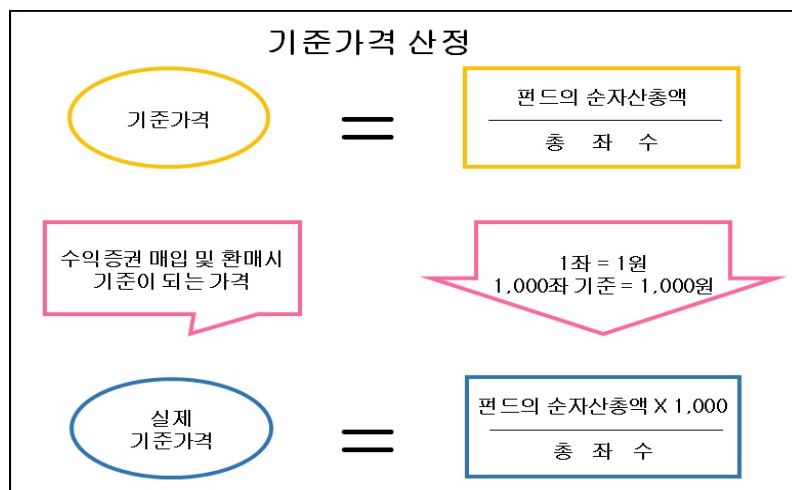 기준가격 산정
기준가격
펀드의 순자산총액
총 좌 수
수익증권 매입 및 환매시
기준이 되는 가격
1좌 = 1원
1,000좌 기준 = 1,000원
실제
기준가격
펀드의 순자산총액 X 1,000
총 좌 수